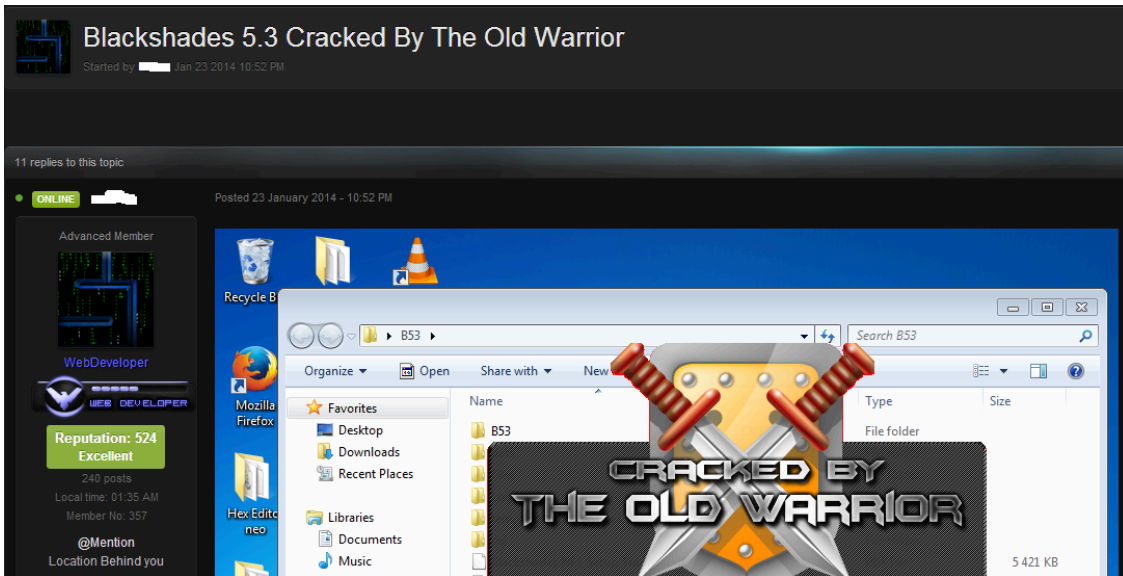 Blackshades 5.3 Cracked By The Old Warrior
Started by Jan 23 2014 10:52 PM
11 replies to this topic
ONLINE
Posted 23 January 2014 - 10:52 PM
Advanced Member
WebDeveloper
WEB DEVELOPER
Reputation: 524
Excellent
240 posts
Local time: 01:35 AM
Member No: 357
@Mention
Location Behind you
Recycle B
Mozilla
Firefox
Hex Edito
neo
B53
Search B53
Organize
Open
Share with
New
Favorites
Desktop
Downloads
Recent Places
Libraries
Documents
Music
Name
Type
Size
B53
File folder
CRACKED BY
THE OLD WARRIOR
5 421 KB